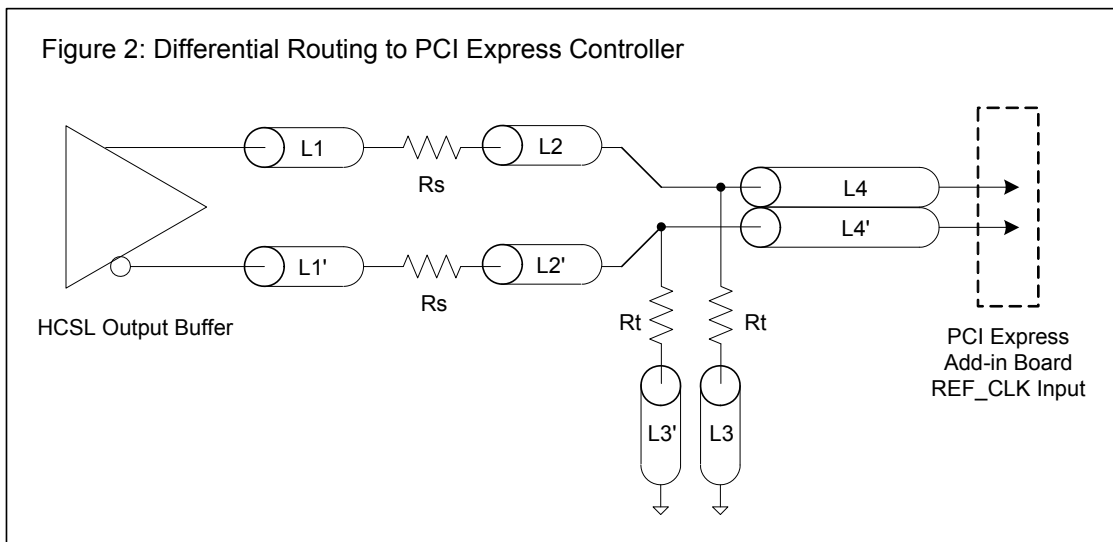 Figure 2: Differential Routing to PCI Express Controller
L1
L2
Rs
L4
L4'
L1'
L2'
Rs
HCSL Output Buffer
Rt
Rt
L3'
L3
PCI Express
Add-in Board
REF_CLK Input